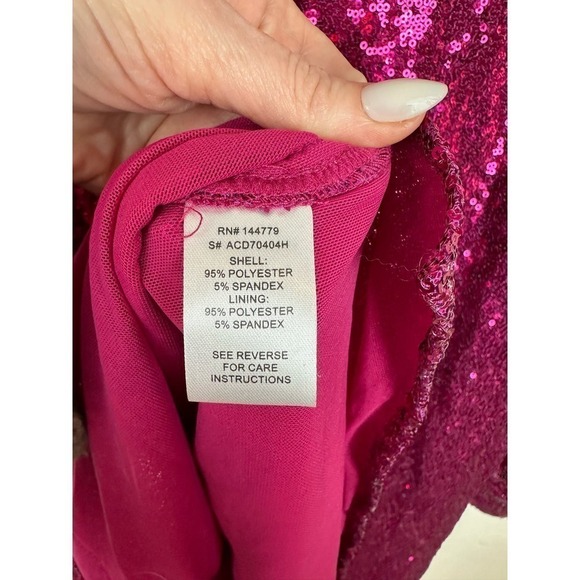 RN# 144779
S# ACD70404H
SHELL:
95% POLYESTER
5% SPANDEX
LINING:
95% POLYESTER
5% SPANDEX
SEE REVERSE
FOR CARE
INSTRUCTIONS